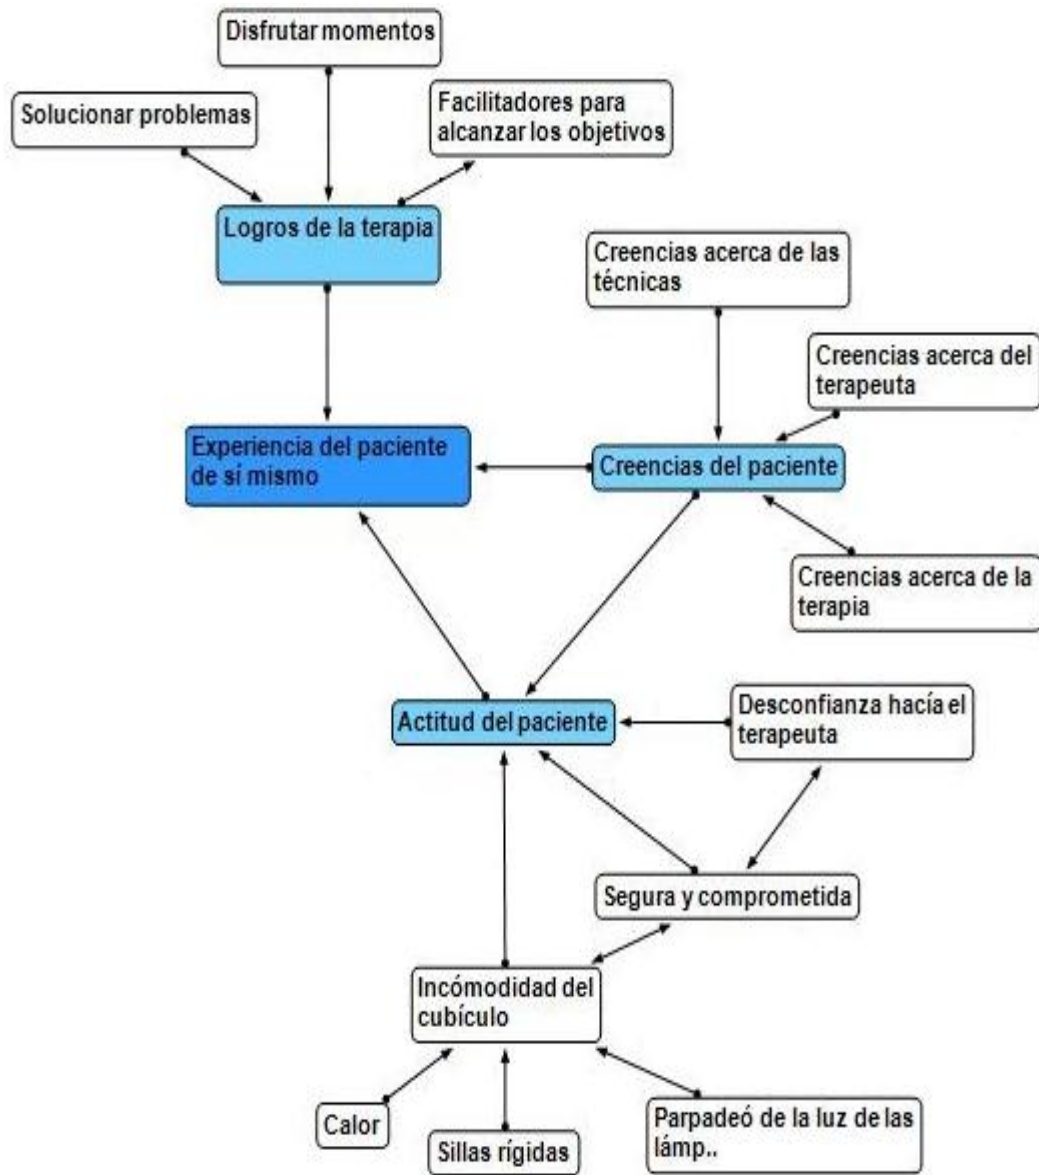 Disfrutar momentos
Solucionar problemas
Facilitadores para
alcanzar los objetivos
Logros de la terapia
Creencias acerca de las
técnicas
Creencias acerca del
terapeuta
Experiencia del paciente
de sí mismo
Creencias del paciente
Creencias acerca de la
terapia
Actitud del paciente
Desconfianza hacía el
terapeuta
Segura y comprometida
Incómodidad del
cubículo
Calor
Sillas rígidas
Parpadeó de la luz de las
lámp..